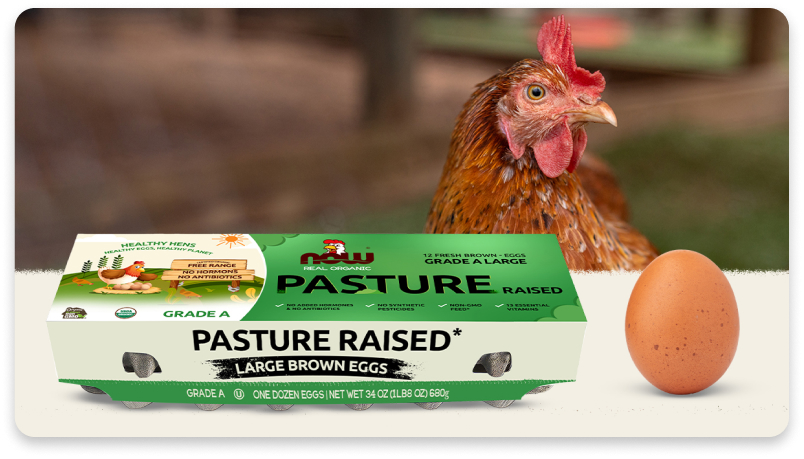 HEALTHY HENS
HEALTHY EGGS, HEALTHY PLANET
FREE RANGE
NO HORMONS
NO ANTIBIOTICS
GRADE A
now
REAL ORGANIC
12 FRESH BROWN - EGGS
GRADE A LARGE
PASTURE RAISED
NO ADDED HORMONES
& NO ANTIBIOTICS
NO SYNTHETIC
PESTICIDES
NON-GMO
FEED*
13 ESSENTIAL
VITAMINS
PASTURE RAISED*
LARGE BROWN EGGS
GRADE A U ONE DOZEN EGGS | NET WT 34 OZ (1LB8 OZ) 680g